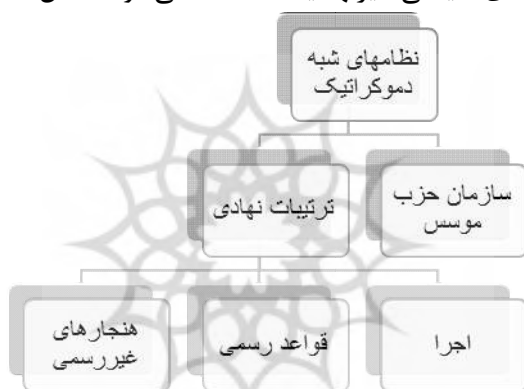 نظامهای شبه
دموکراتیک
سازمان حزب
موسس
ترتیبات نهادی
اجرا
قواعد رسمی
هنجارهای
غیررسمی